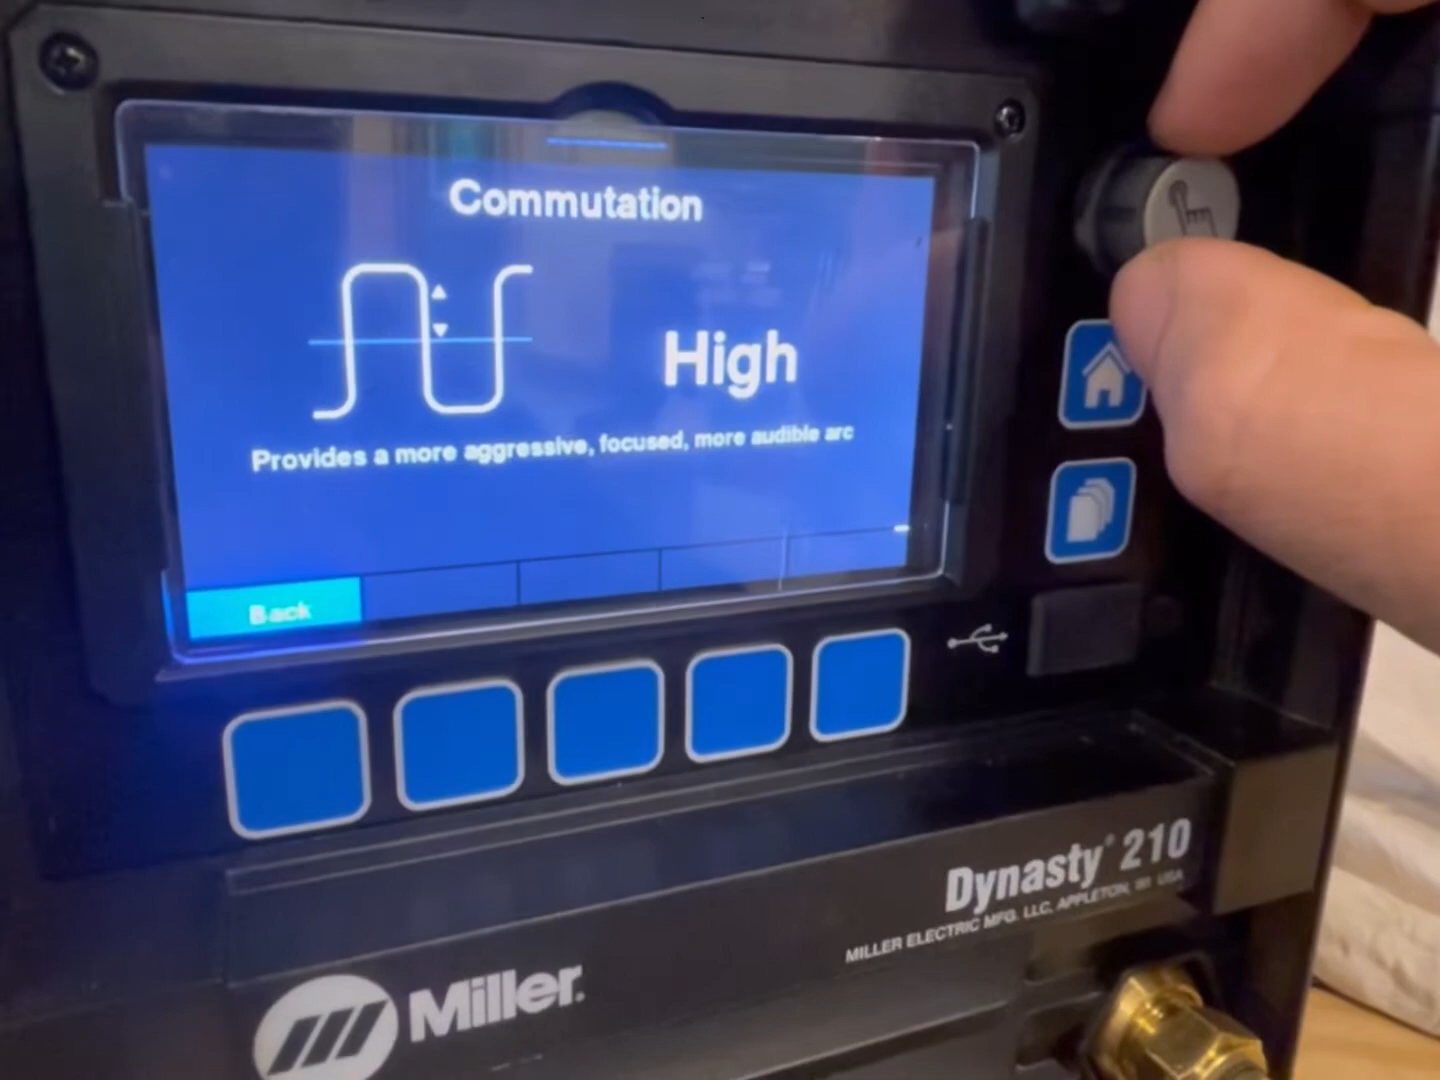 Commutation
High
Provides a more aggressive, focused, more audible arc
Back
Dynasty® 210
MILLER ELECTRIC MFG. LLC, APPLETON, WI USA
Miller®